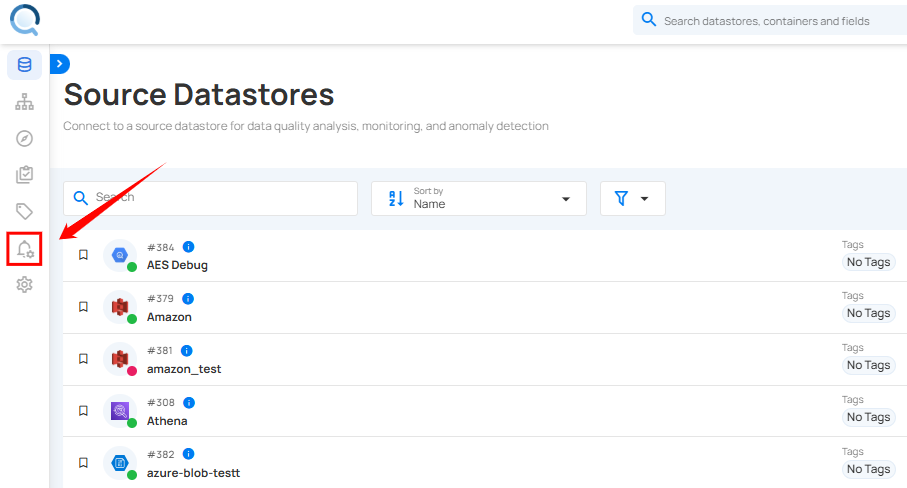 Search datastores, containers and fields
Source Datastores
Connect to a source datastore for data quality analysis, monitoring, and anomaly detection
Search
Sort by
Name
#384
AES Debug
Tags
No Tags
#379
Amazon
Tags
No Tags
#381
amazon_test
Tags
No Tags
#308
Athena
Tags
No Tags
#382
azure-blob-testt
Tags
No Tags